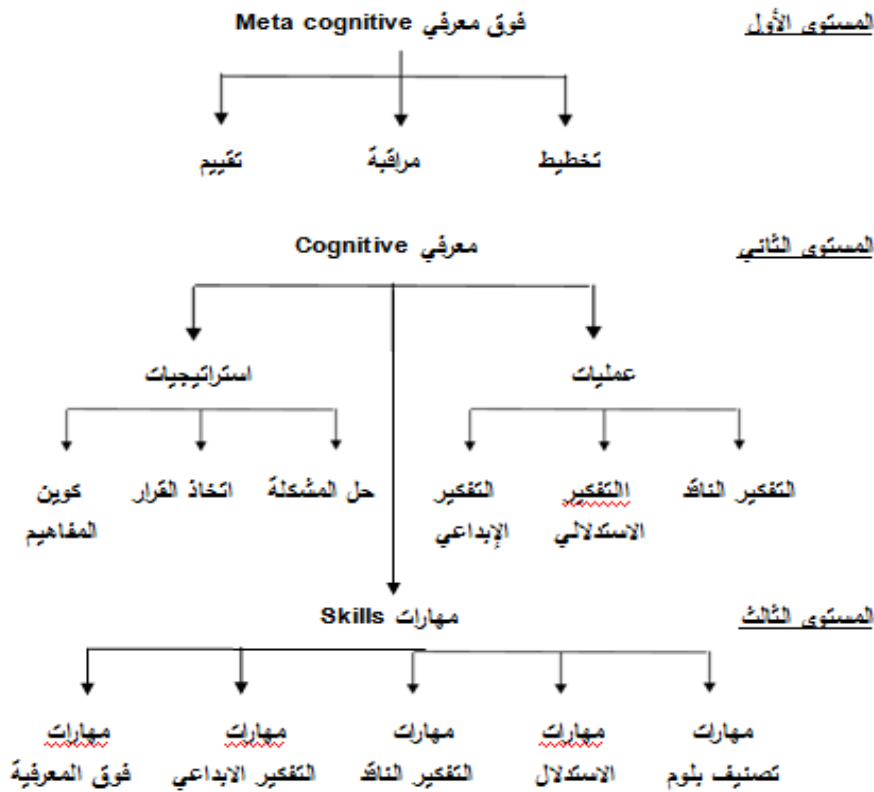 المستوى الأول
فوق معرفي Meta cognitive
تخطيط
مراقبة
تقييم
المستوى الثاني
معرفي Cognitive
عمليات
استراتيجيات
التفكير الناقد
االتفكير
الاستدلالي
التفكير
الإبداعي
حل المشكلة
اتخاذ القرار
كوين
المفاهيم
المستوى الثالث
مهارات Skills
مهارات
تصنيف بلوم
مهارات
الاستدلال
مهارات
التفكير الناقد
مهارات
التفكير الابداعي
مهارات
فوق المعرفية